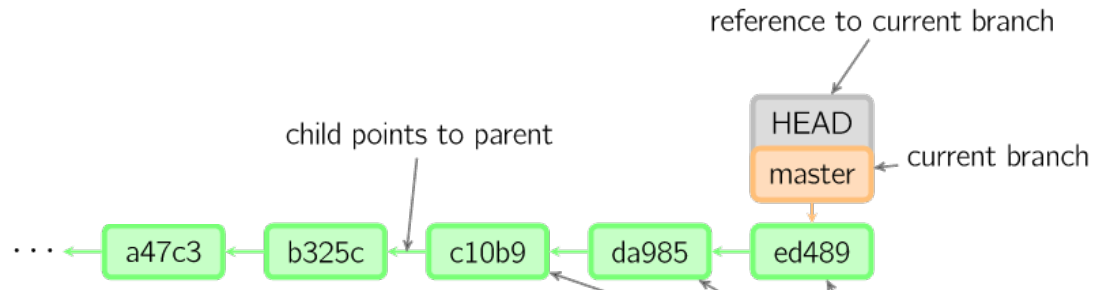 reference to current branch
HEAD
child points to parent
current branch
master
··· a47c3 b325c c10b9 da985 ed489